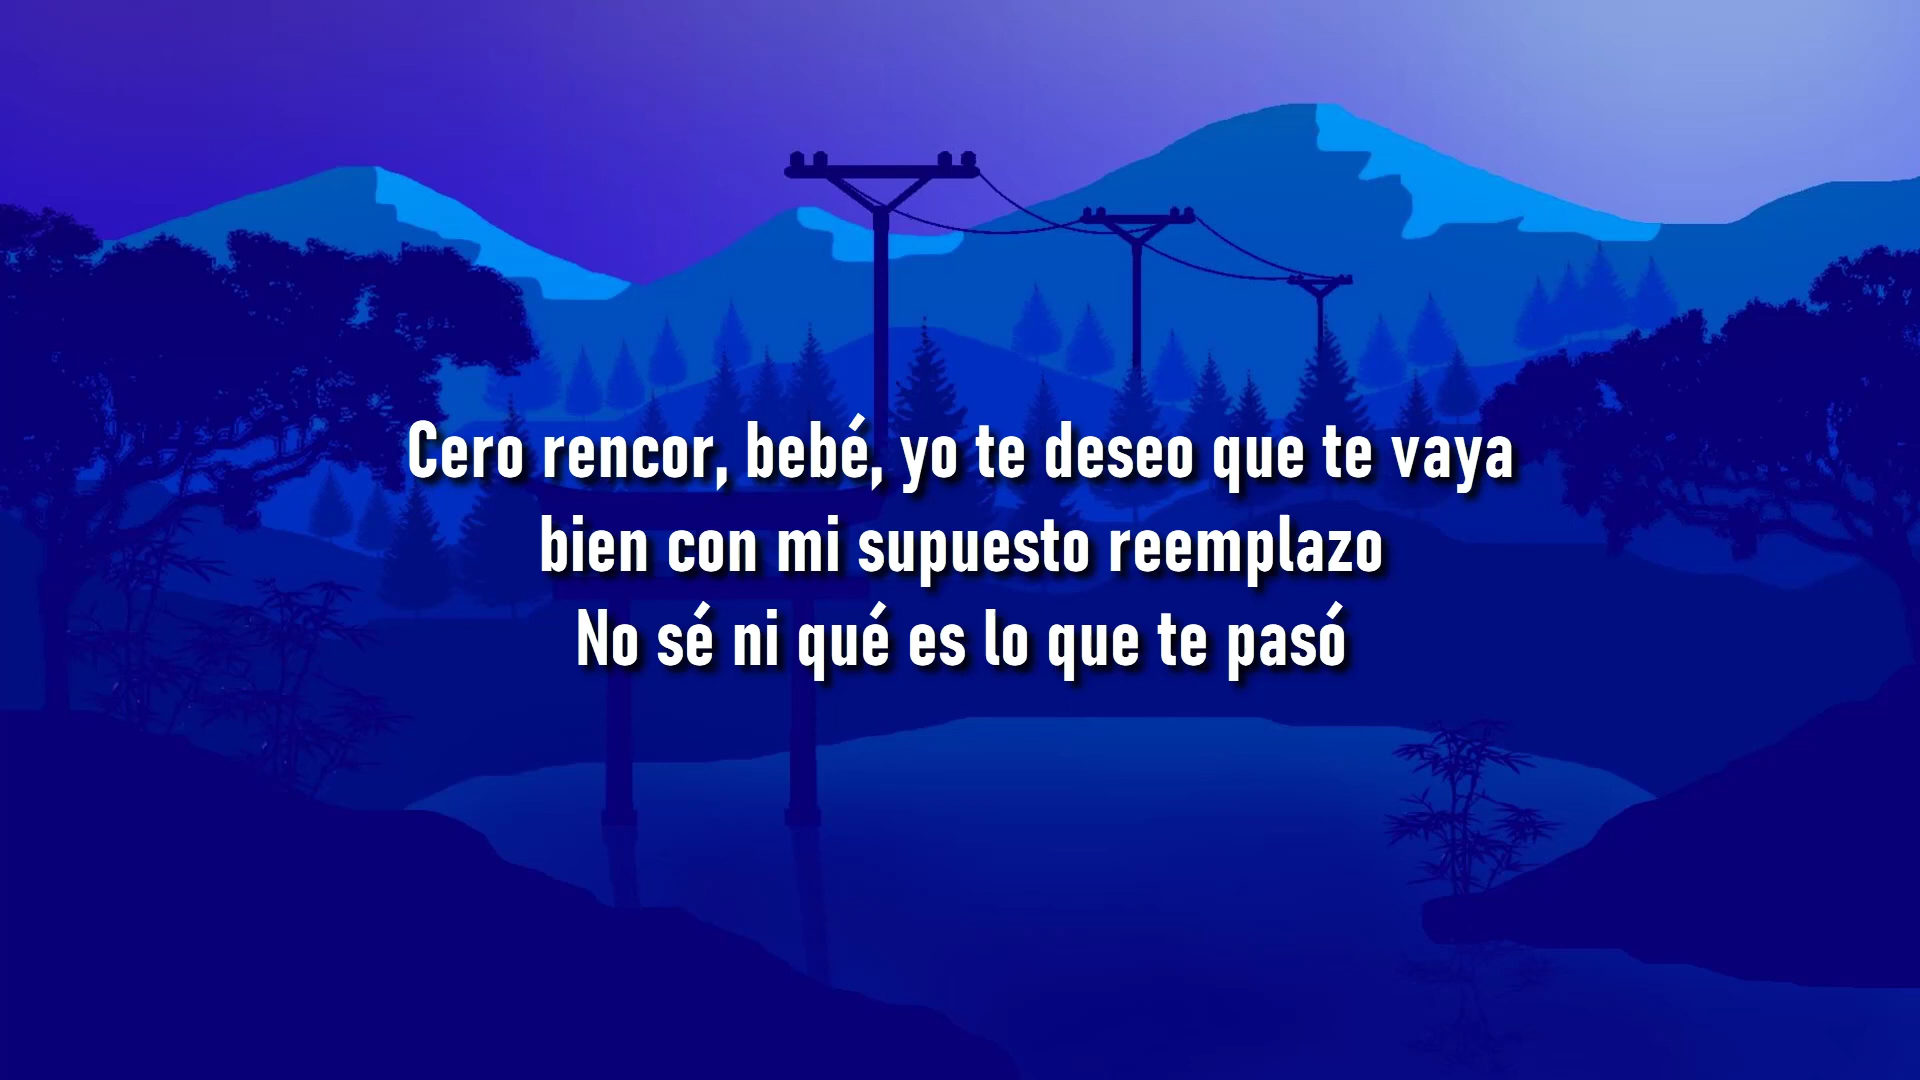 Cero rencor, bebé, yo te deseo que te vaya
bien con mi supuesto reemplazo
No sé ni qué es lo que te pasó